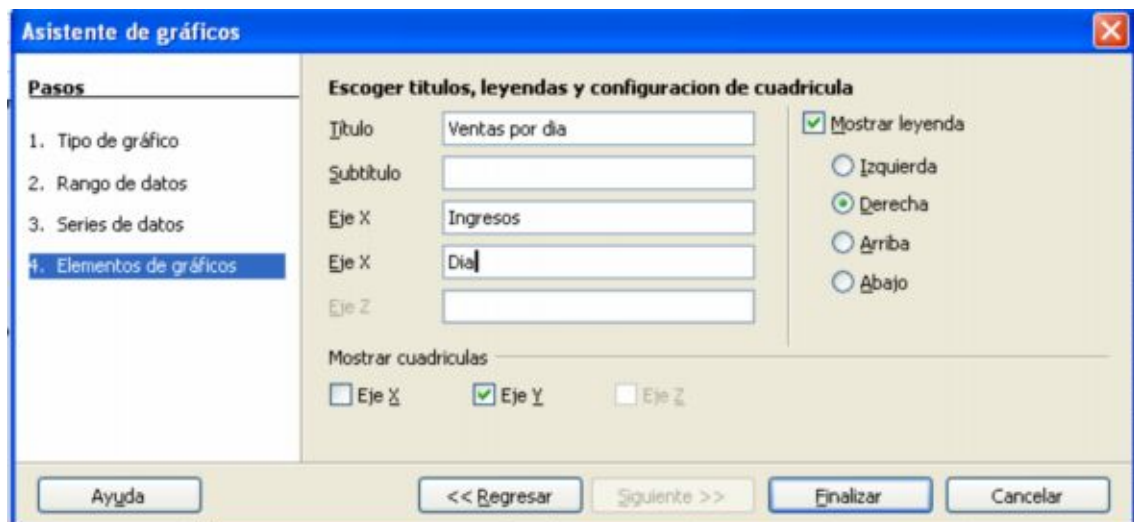 Asistente de gráficos
Pasos
1. Tipo de gráfico
2. Rango de datos
3. Series de datos
4. Elementos de gráficos
Escoger titulos, leyendas y configuracion de cuadricula
Título Ventas por dia
Subtítulo
Eje X Ingresos
Eje X Dia
Eje Z
Mostrar leyenda
Izquierda
Derecha
Arriba
Abajo
Mostrar cuadriculas
Eje X Eje Y Eje Z
Ayuda << Regresar Siguiente >> Finalizar Cancelar